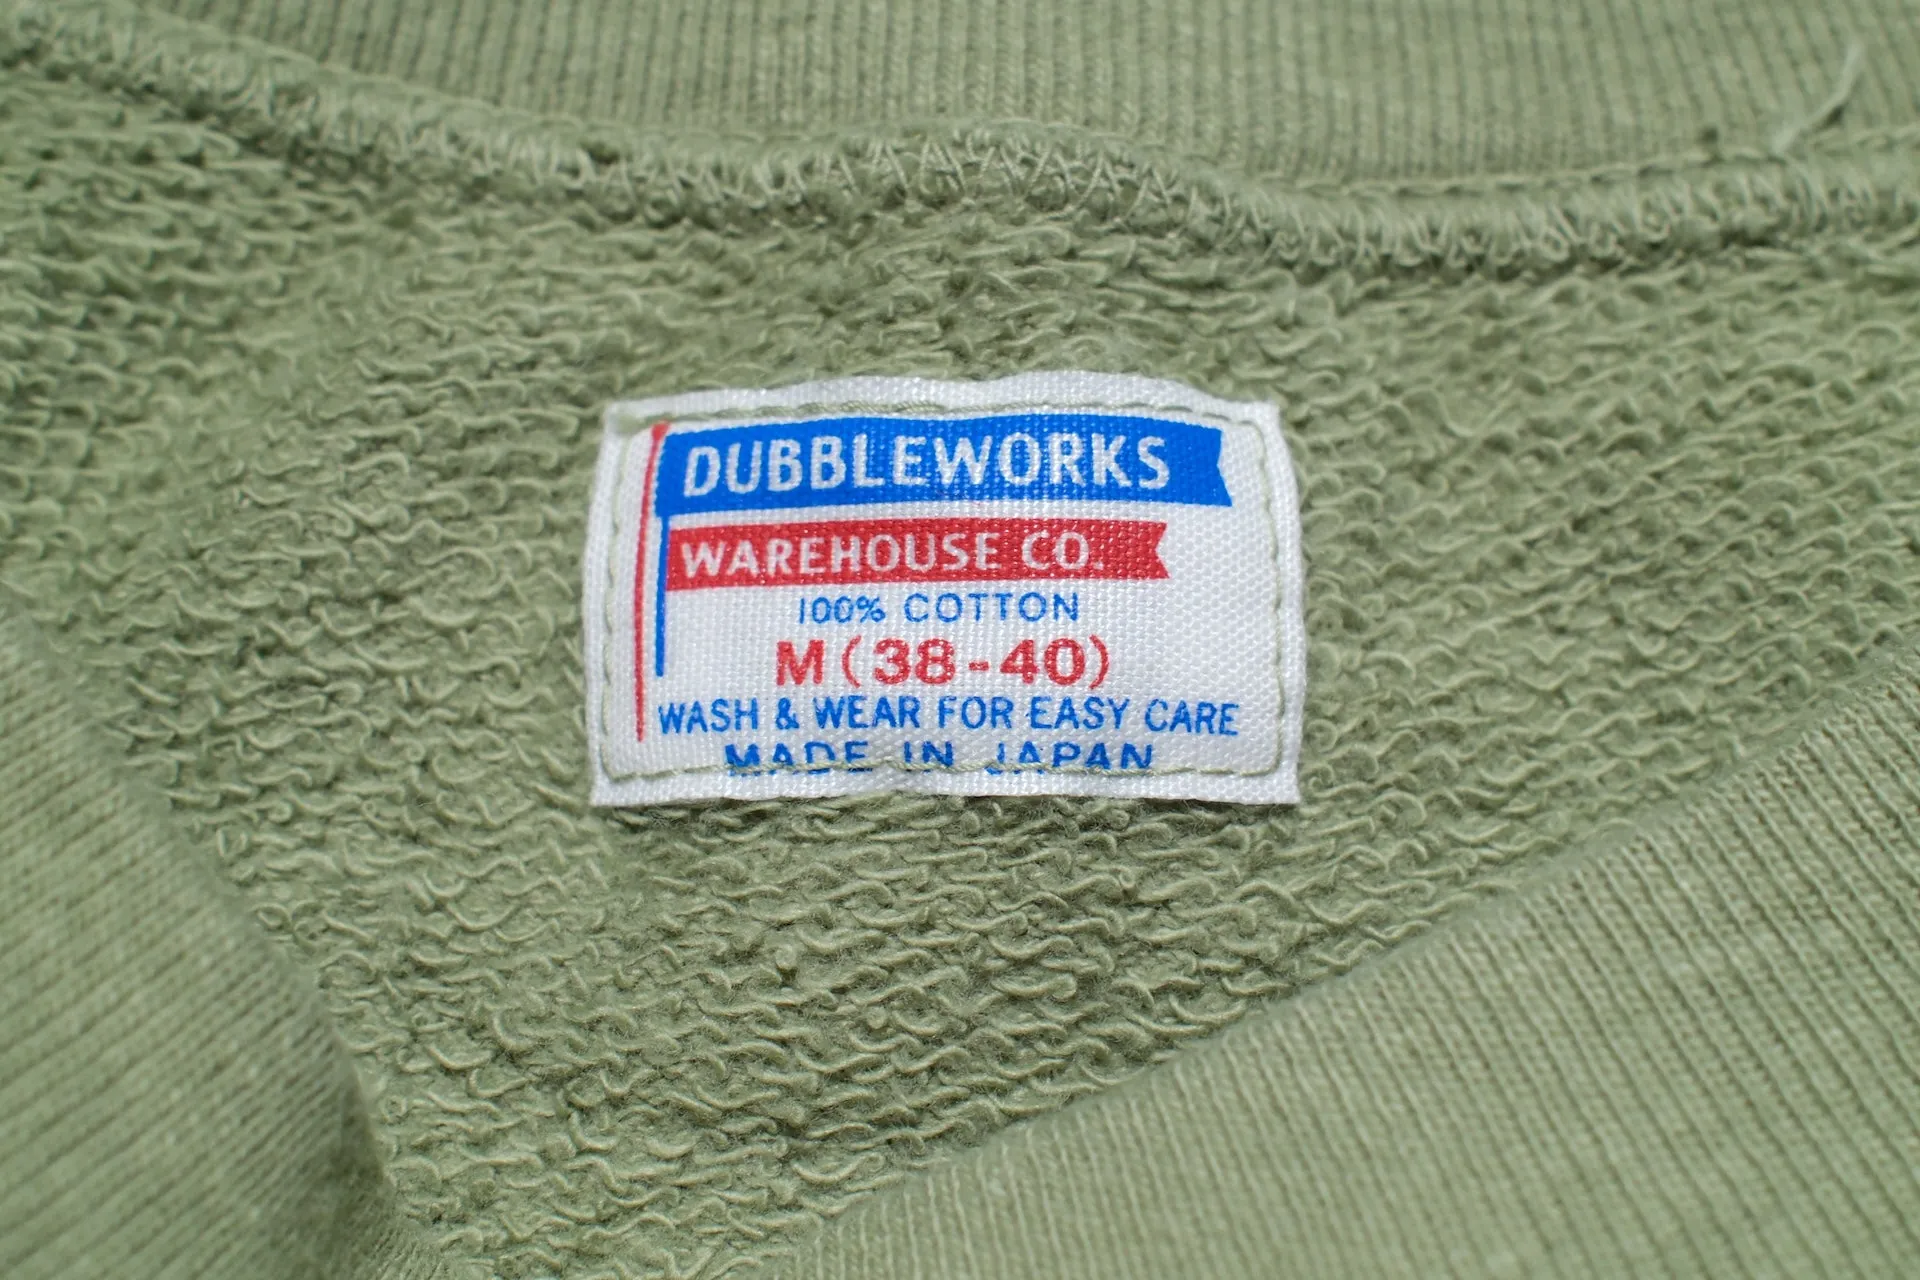 DUBBLEWORKS
WAREHOUSE CO.
100% COTTON
M (38-40)
WASH & WEAR FOR EASY CARE
MADE IN JAPAN